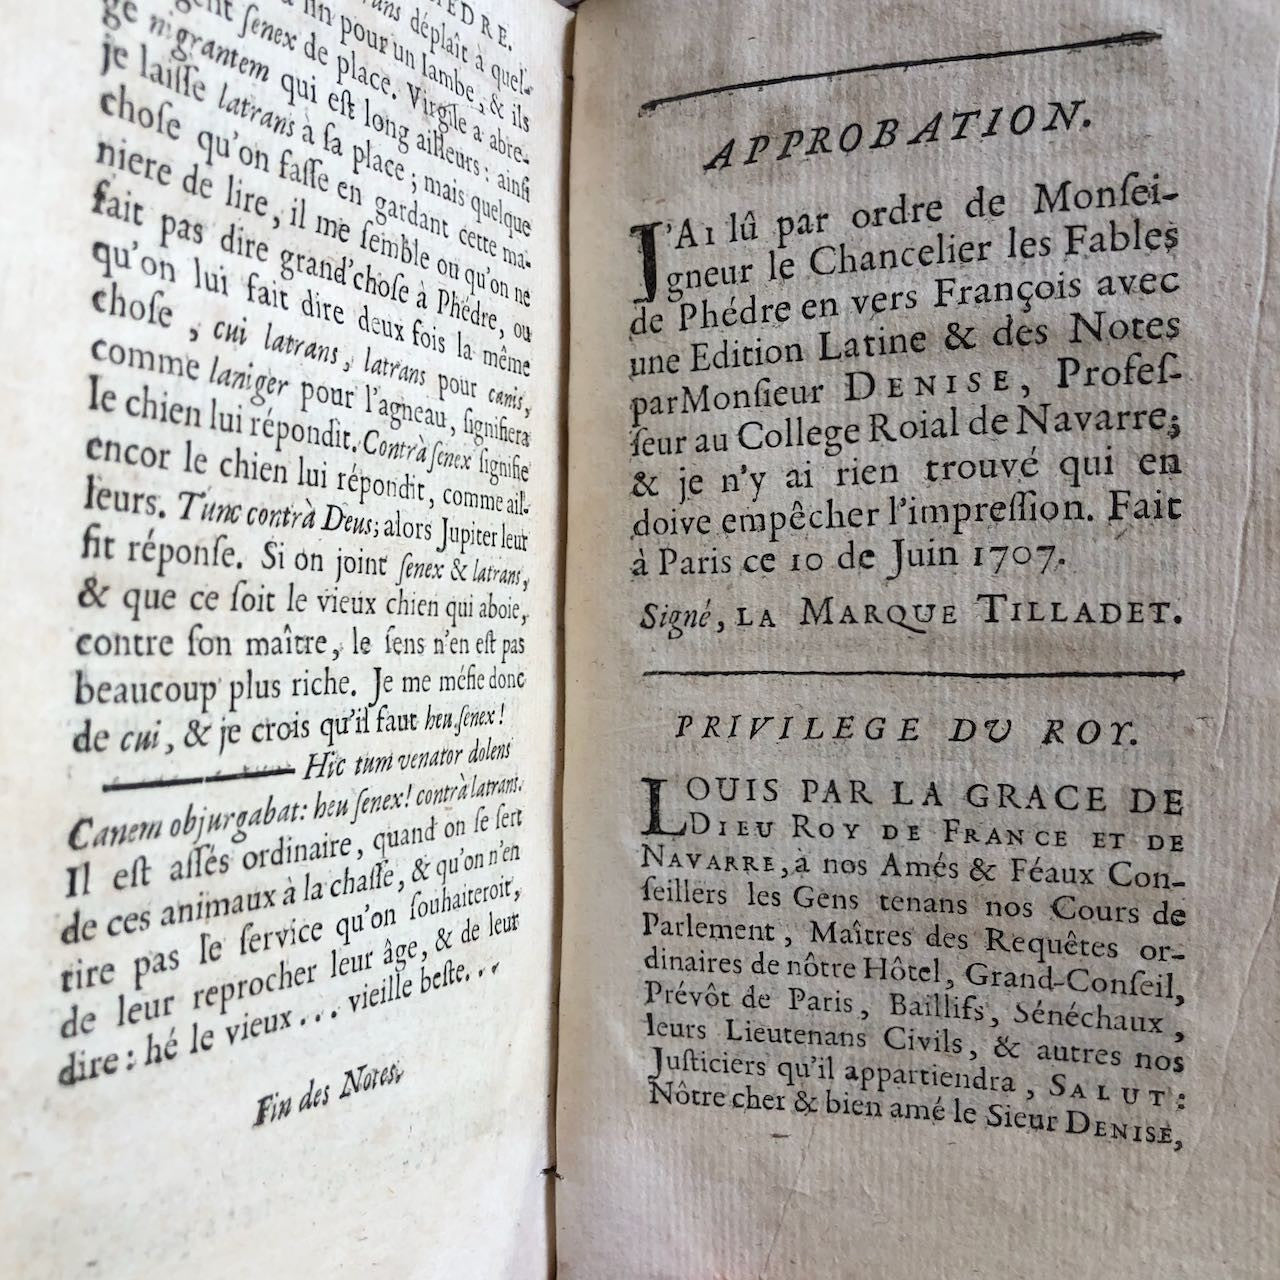 EDRE.
déplaît à quel-
fin pour un Iambe, & ils
senex de place. Virgile a abre-
nigrantem qui est long ailleurs: ainsi
je laisse latrans à sa place; mais quelque
chose qu'on fasse en gardant cette ma-
niere de lire, il me semble ou qu'on ne
fait pas dire grand'chose à Phédre, ou
qu'on lui fait dire deux fois la même
chose, cui latrans, latrans pour canis,
comme laniger pour l'agneau, signifiera
le chien lui répondit. Contrà senex signifie
encor le chien lui répondit, comme ail-
leurs. Tunc contrà Deus; alors Jupiter leur
fit réponse. Si on joint senex & latrans,
& que ce soit le vieux chien qui aboie,
contre son maître, le sens n'en est pas
beaucoup plus riche. Je me méfie donc
de cui, & je crois qu'il faut heu senex!
Hic tum venator dolens
Canem objurgabat: heu senex! contrà latrans.
Il est assés ordinaire, quand on se sert
de ces animaux à la chasse, & qu'on n'en
tire pas le service qu'on souhaiteroit,
de leur reprocher leur âge, & de leur
dire: hé le vieux... vieille beste...
Fin des Notes.
APPROBATION.
J'AI lû par ordre de Monsei-
gneur le Chancelier les Fables
de Phédre en vers François avec
une Edition Latine & des Notes
par Monsieur DENISE, Profes-
seur au College Roial de Navarre;
& je n'y ai rien trouvé qui en
doive empêcher l'impression. Fait
à Paris ce 10 de Juin 1707.
Signé, LA MARQUE TILLADET.
PRIVILEGE DU ROY.
LOUIS PAR LA GRACE DE
DIEU ROY DE FRANCE ET DE
NAVARRE, à nos Amés & Féaux Con-
seillers les Gens tenans nos Cours de
Parlement, Maîtres des Requêtes or-
dinaires de nôtre Hôtel, Grand-Conseil,
Prévôt de Paris, Baillifs, Sénéchaux,
leurs Lieutenans Civils, & autres nos
Justiciers qu'il appartiendra, SALUT:
Nôtre cher & bien amé le Sieur DENISE,